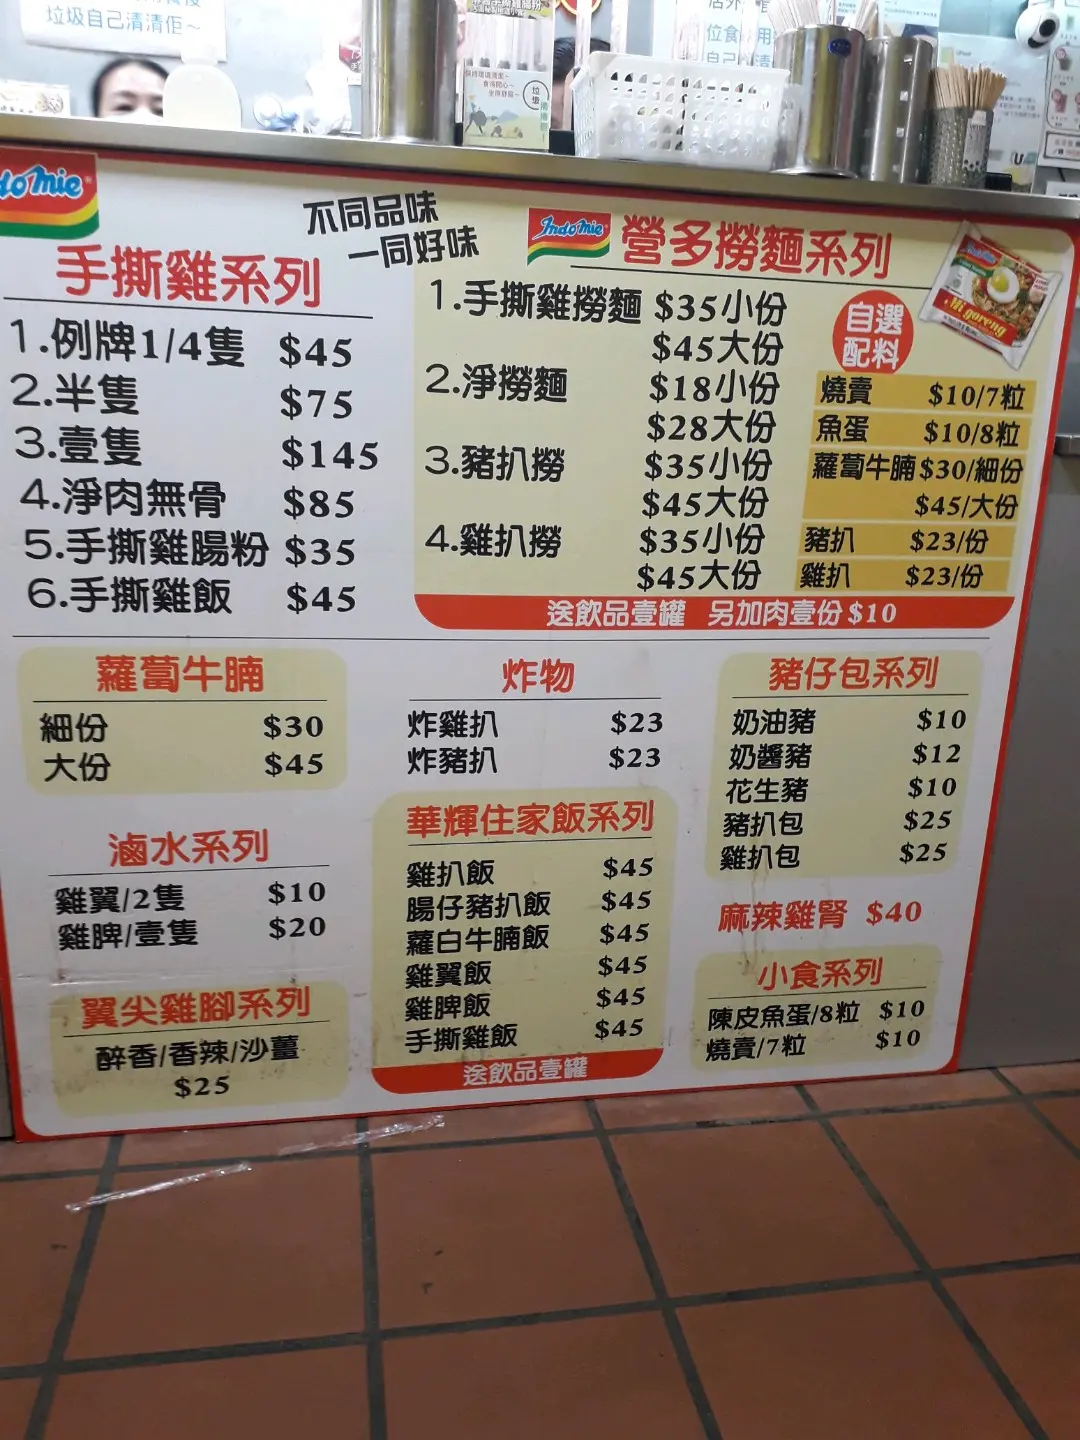 垃圾自己清清佢～
不同品味
一同好味
Indomie
手撕雞系列
1.例牌1/4隻 $45
2.半隻 $75
3.壹隻 $145
4.淨肉無骨 $85
5.手撕雞腸粉 $35
6.手撕雞飯 $45
Indomie
營多撈麵系列
Mi goreng
1.手撕雞撈麵 $35小份
$45大份
2.淨撈麵 $18小份
$28大份
3.豬扒撈 $35小份
$45大份
4.雞扒撈 $35小份
$45大份
自選
配料
燒賣 $10/7粒
魚蛋 $10/8粒
蘿蔔牛腩 $30/細份
$45/大份
豬扒 $23/份
雞扒 $23/份
送飲品壹罐 另加肉壹份$10
蘿蔔牛腩
細份 $30
大份 $45
炸物
炸雞扒 $23
炸豬扒 $23
豬仔包系列
奶油豬 $10
奶醬豬 $12
花生豬 $10
豬扒包 $25
雞扒包 $25
滷水系列
雞翼/2隻 $10
雞脾/壹隻 $20
華輝住家飯系列
雞扒飯 $45
腸仔豬扒飯 $45
蘿白牛腩飯 $45
雞翼飯 $45
雞脾飯 $45
手撕雞飯 $45
送飲品壹罐
麻辣雞腎 $40
翼尖雞腳系列
醉香/香辣/沙薑
$25
小食系列
陳皮魚蛋/8粒 $10
燒賣/7粒 $10